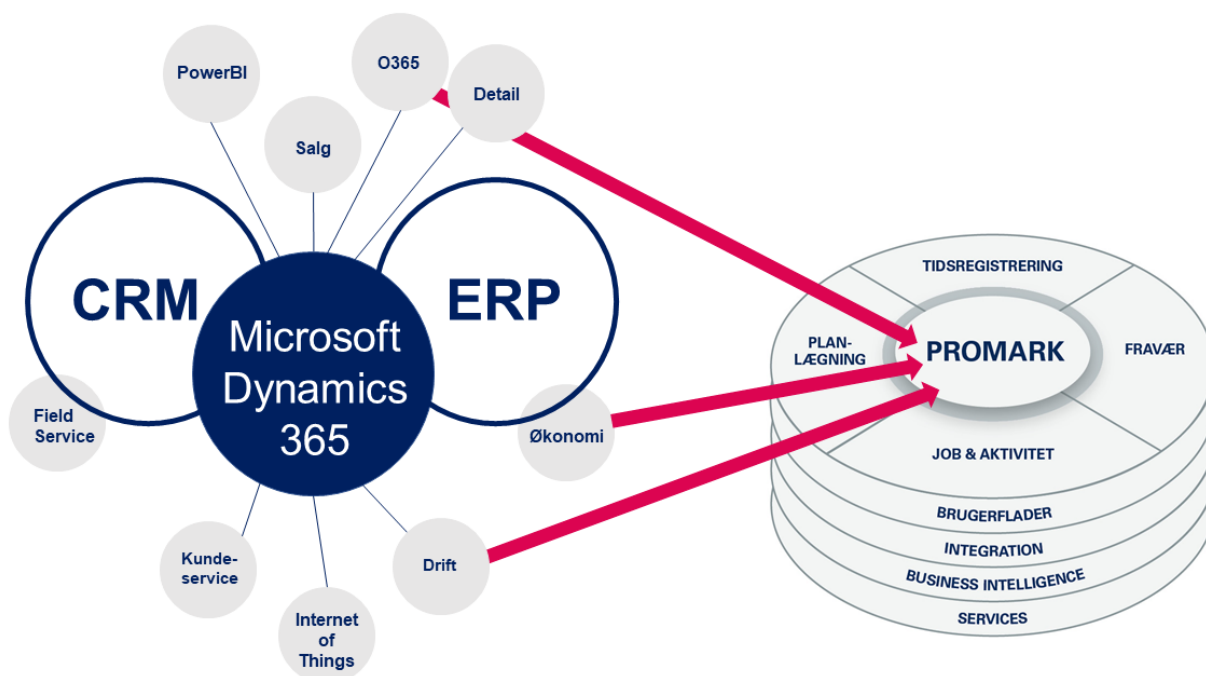 PowerBI
O365
Detail
Salg
CRM
ERP
Microsoft
Dynamics
365
Field
Service
Økonomi
Kunde-
service
Internet
of
Things
Drift
TIDSREGISTRERING
PLAN-
LÆGNING
PROMARK
FRAVÆR
JOB & AKTIVITET
BRUGERFLADER
INTEGRATION
BUSINESS INTELLIGENCE
SERVICES